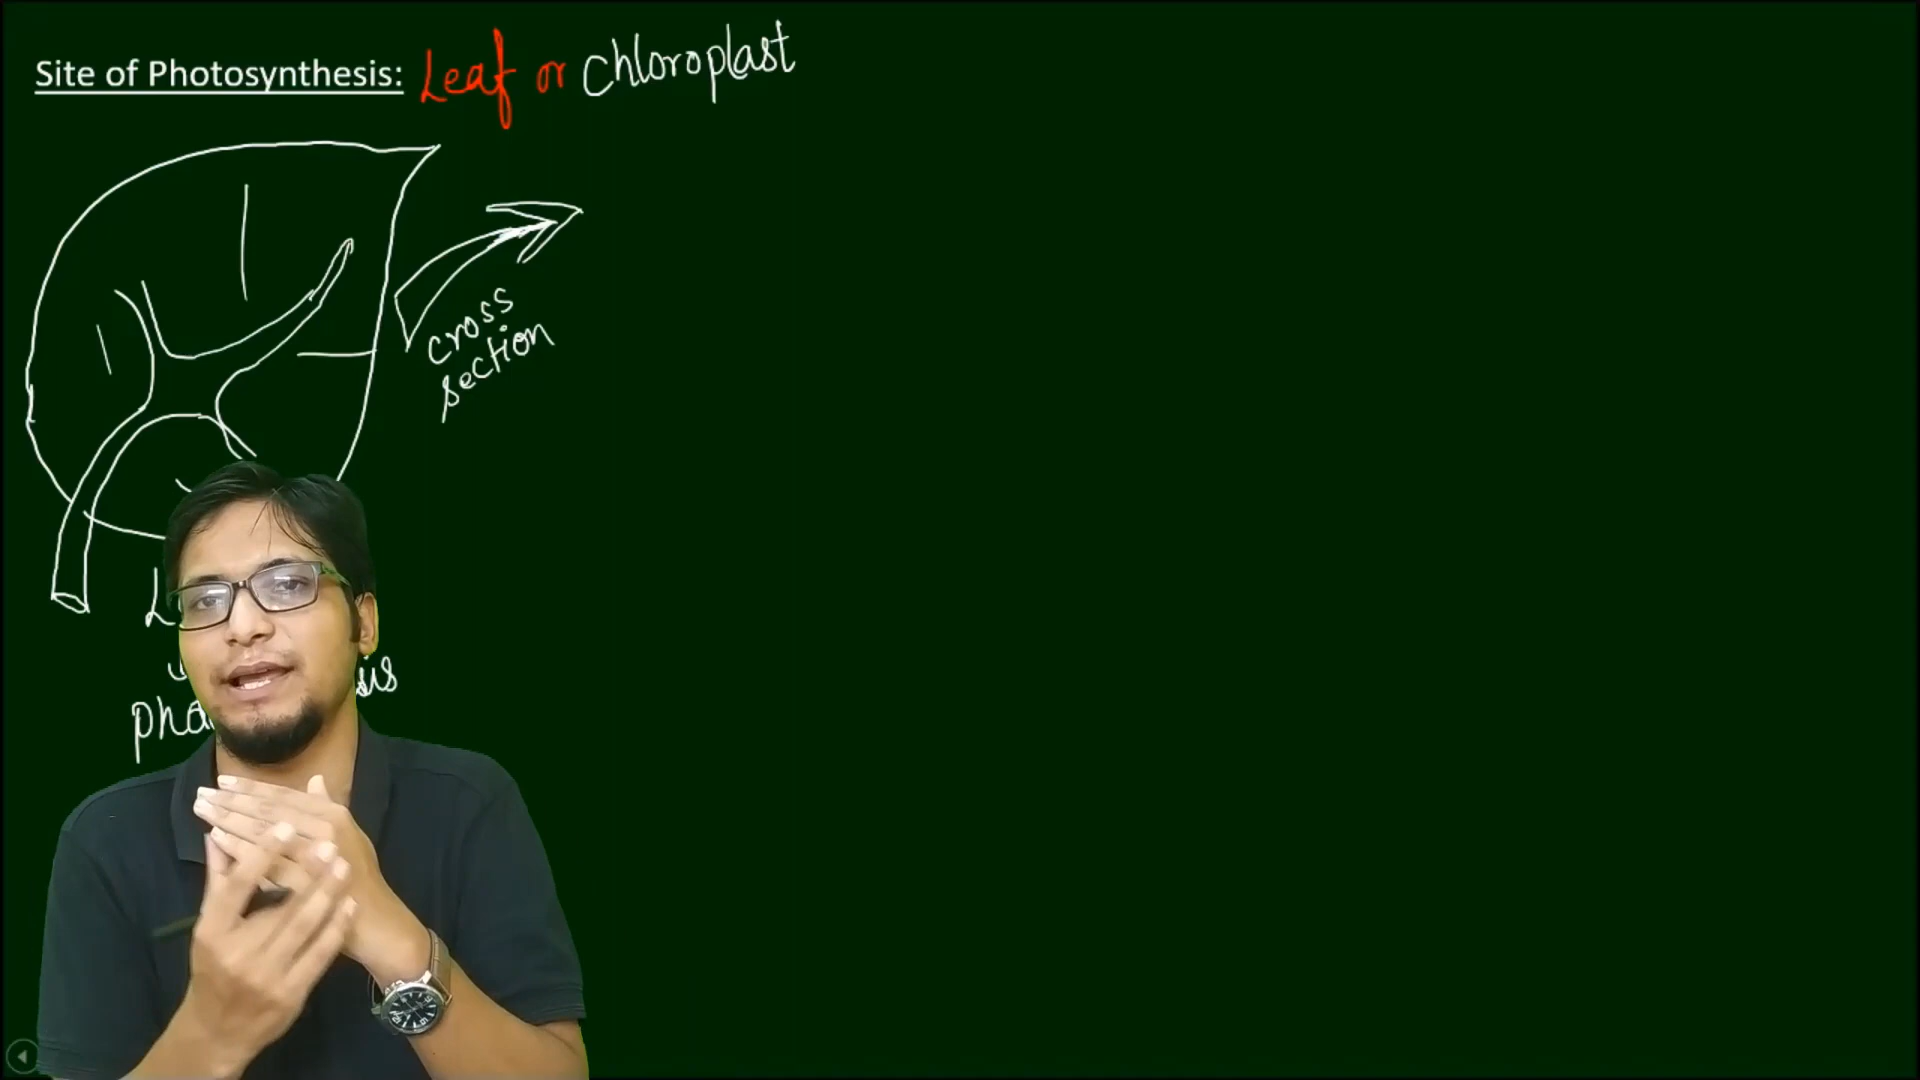 Site of Photosynthesis: Leaf or Chloroplast
cross
section